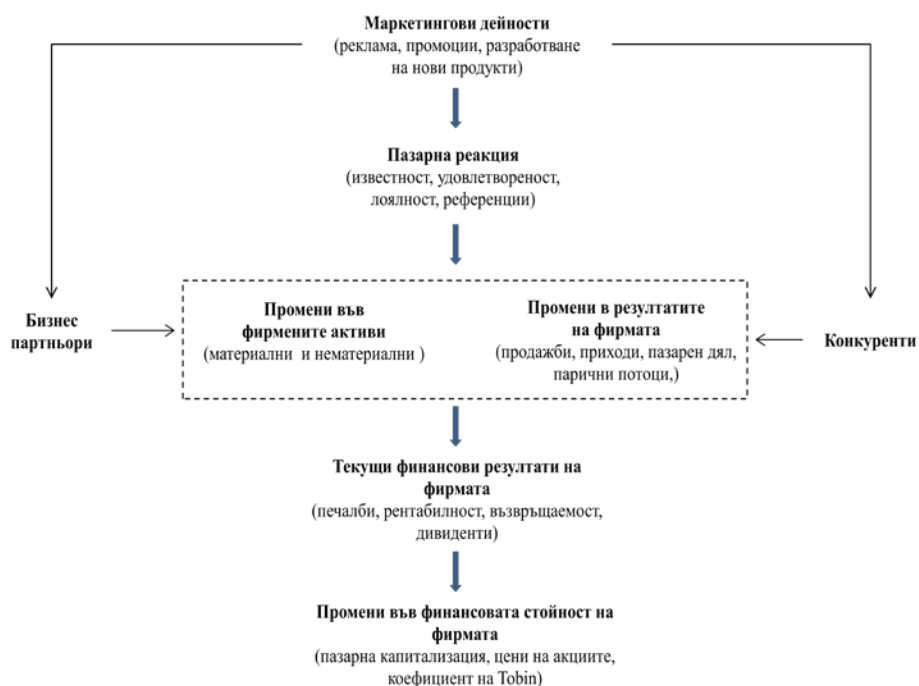 Маркетингови дейности
(реклама, промоции, разработване
на нови продукти)
Пазарна реакция
(известност, удовлетвореност,
лоялност, референции)
Бизнес
партньори
Промени във
фирмените активи
(материални и нематериални )
Промени в резултатите
на фирмата
(продажби, приходи, пазарен дял,
парични потоци,)
Конкуренти
Текущи финансови резултати на
фирмата
(печалби, рентабилност, възвръщаемост,
дивиденти)
Промени във финансовата стойност на
фирмата
(пазарна капитализация, цени на акциите,
коефициент на Tobin)